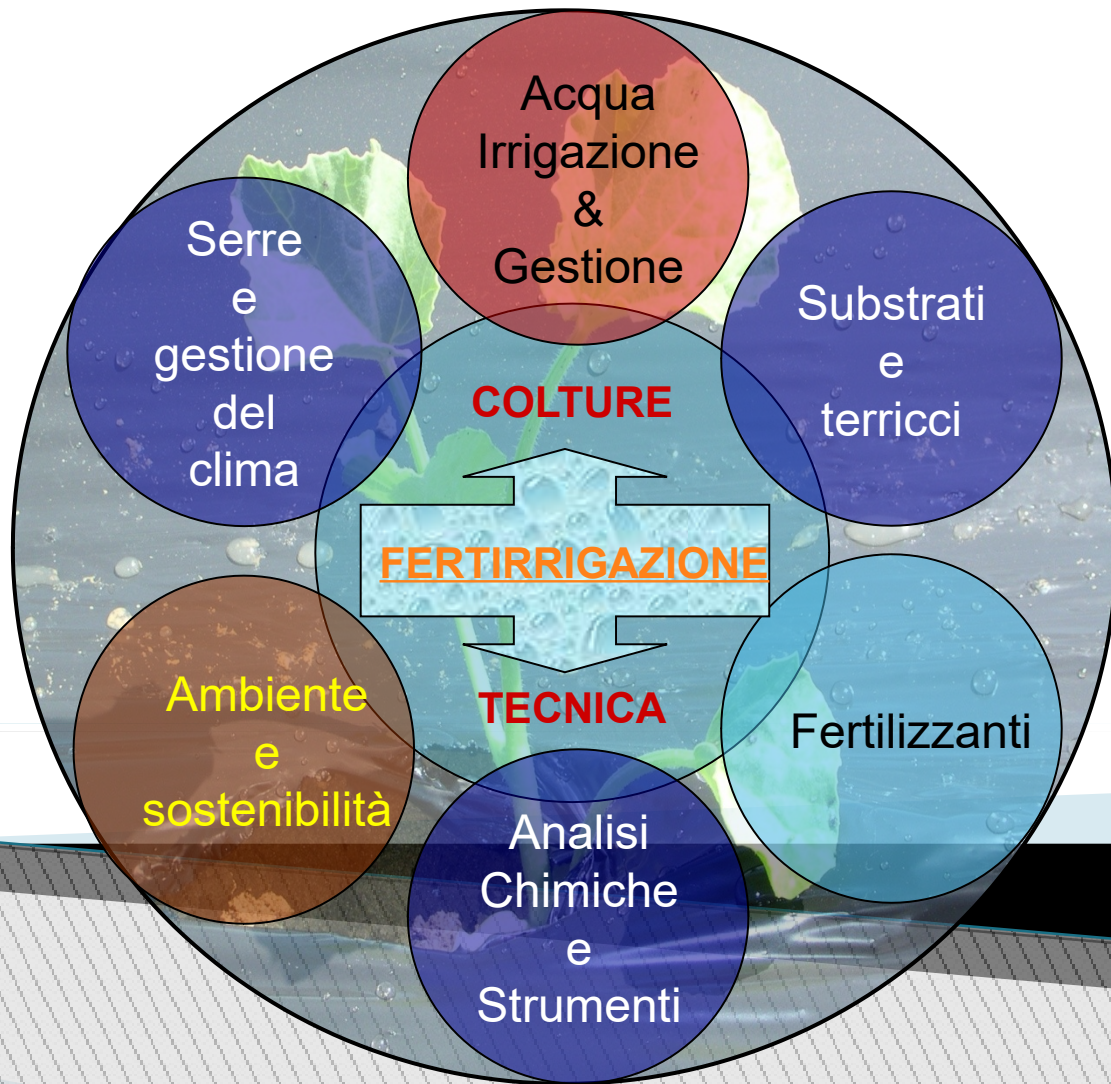 Acqua
Irrigazione
&
Gestione
Serre
e
gestione
del
clima
Substrati
e
terricci
COLTURE
FERTIRRIGAZIONE
TECNICA
Ambiente
e
sostenibilità
Fertilizzanti
Analisi
Chimiche
e
Strumenti